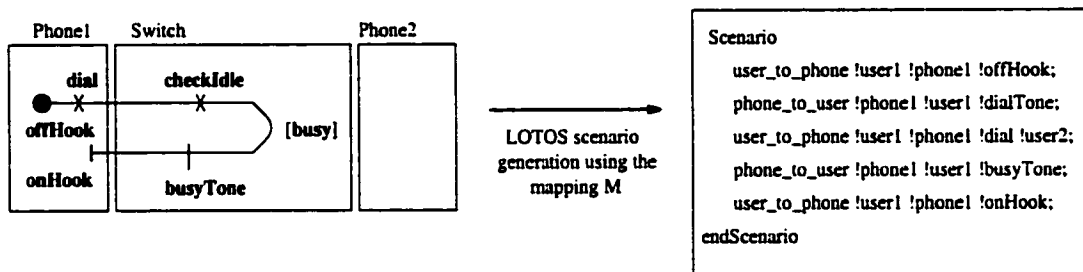 Phone1 Switch Phone2
dial checkIdle
offHook [busy]
onHook busyTone
LOTOS scenario
generation using the
mapping M
Scenario
user_to_phone !user1 !phone1 !offHook;
phone_to_user !phone1 !user1 !dialTone;
user_to_phone !user1 !phone1 !dial !user2;
phone_to_user !phone1 !user1 !busyTone;
user_to_phone !user1 !phone1 !onHook;
endScenario